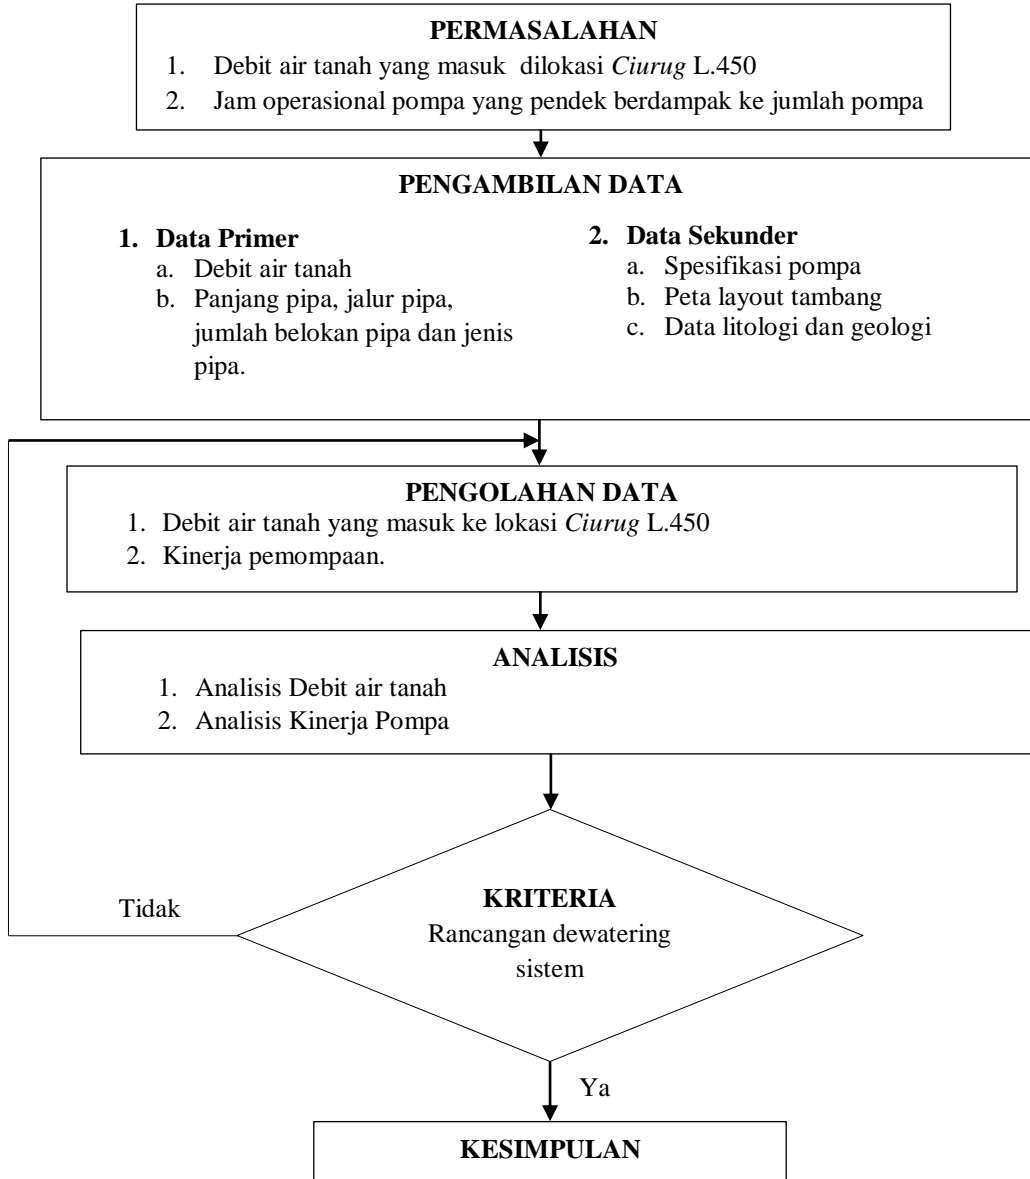 PERMASALAHAN
1. Debit air tanah yang masuk dilokasi Ciurug L.450
2. Jam operasional pompa yang pendek berdampak ke jumlah pompa
PENGAMBILAN DATA
1. Data Primer
a. Debit air tanah
b. Panjang pipa, jalur pipa,
jumlah belokan pipa dan jenis
pipa.
2. Data Sekunder
a. Spesifikasi pompa
b. Peta layout tambang
c. Data litologi dan geologi
PENGOLAHAN DATA
1. Debit air tanah yang masuk ke lokasi Ciurug L.450
2. Kinerja pemompaan.
ANALISIS
1. Analisis Debit air tanah
2. Analisis Kinerja Pompa
Tidak
KRITERIA
Rancangan dewatering
sistem
Ya
KESIMPULAN